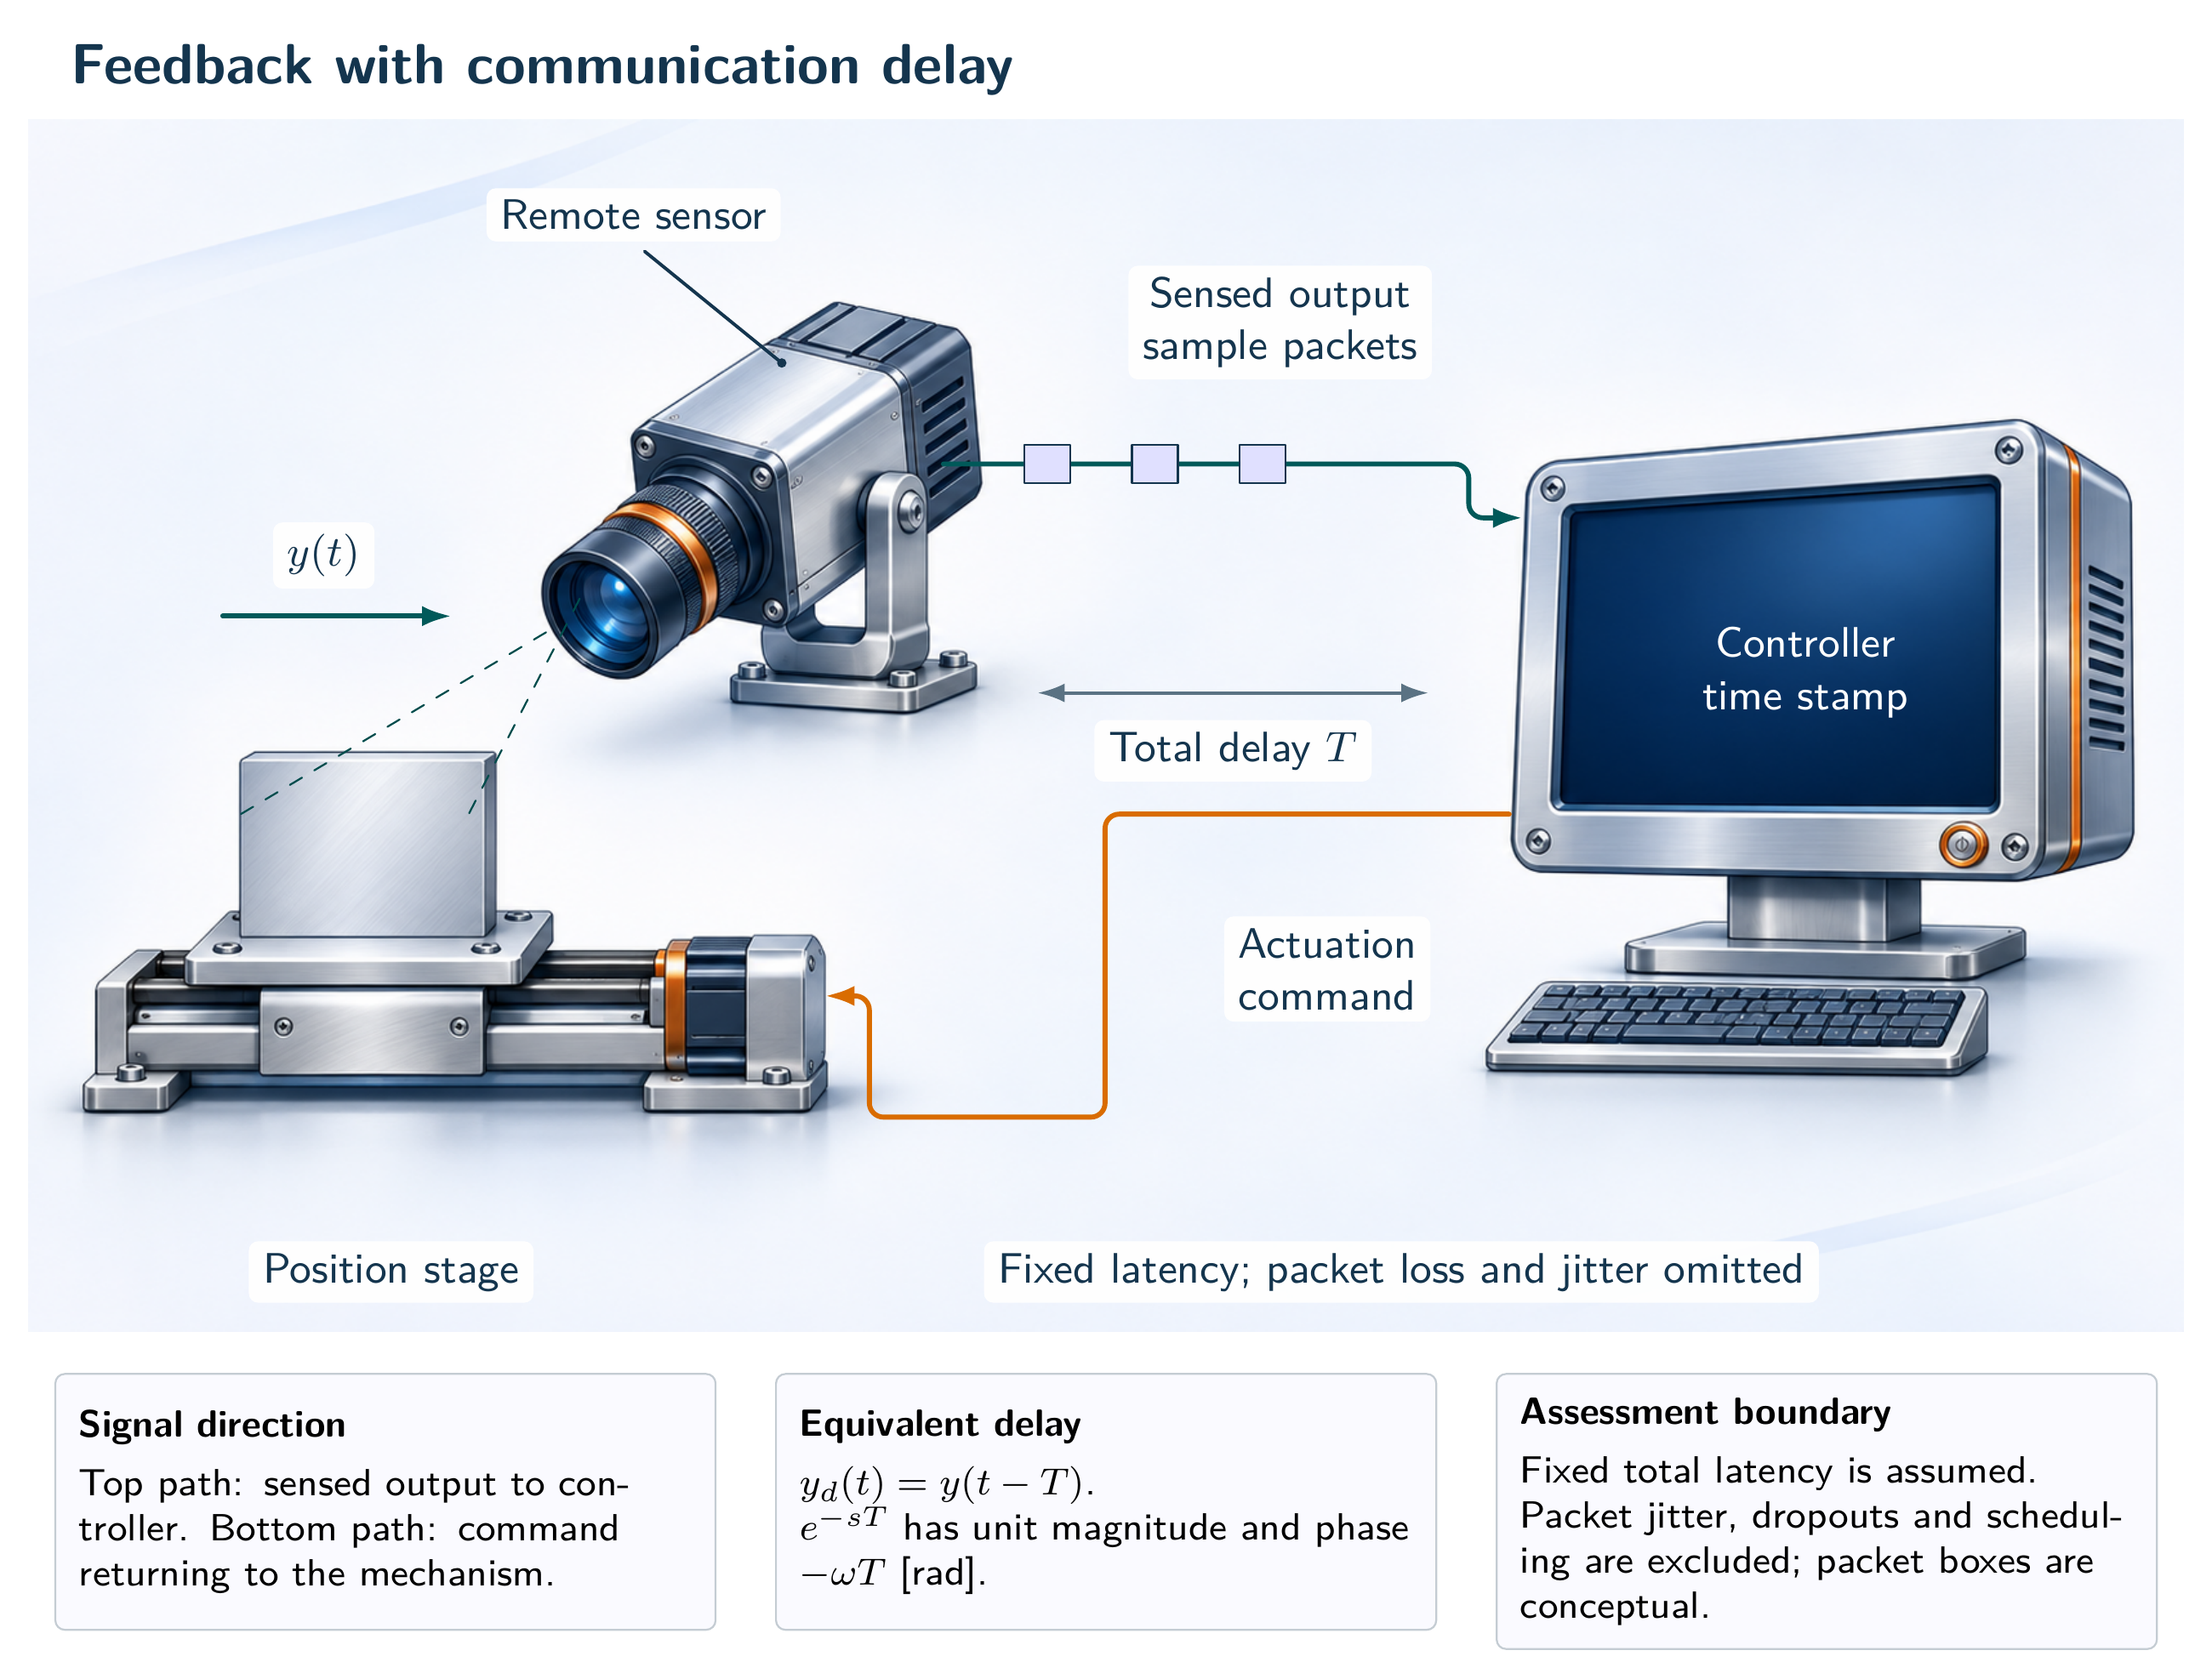 Feedback with communication delay
Remote sensor
Sensed output
sample packets
y(t)
Controller
time stamp
Total delay T
Actuation
command
Position stage
Fixed latency; packet loss and jitter omitted
Signal direction
Top path: sensed output to con-
troller. Bottom path: command
returning to the mechanism.
Equivalent delay
y_d(t) = y(t − T).
e^{−sT} has unit magnitude and phase
−ωT [rad].
Assessment boundary
Fixed total latency is assumed.
Packet jitter, dropouts and schedul-
ing are excluded; packet boxes are
conceptual.